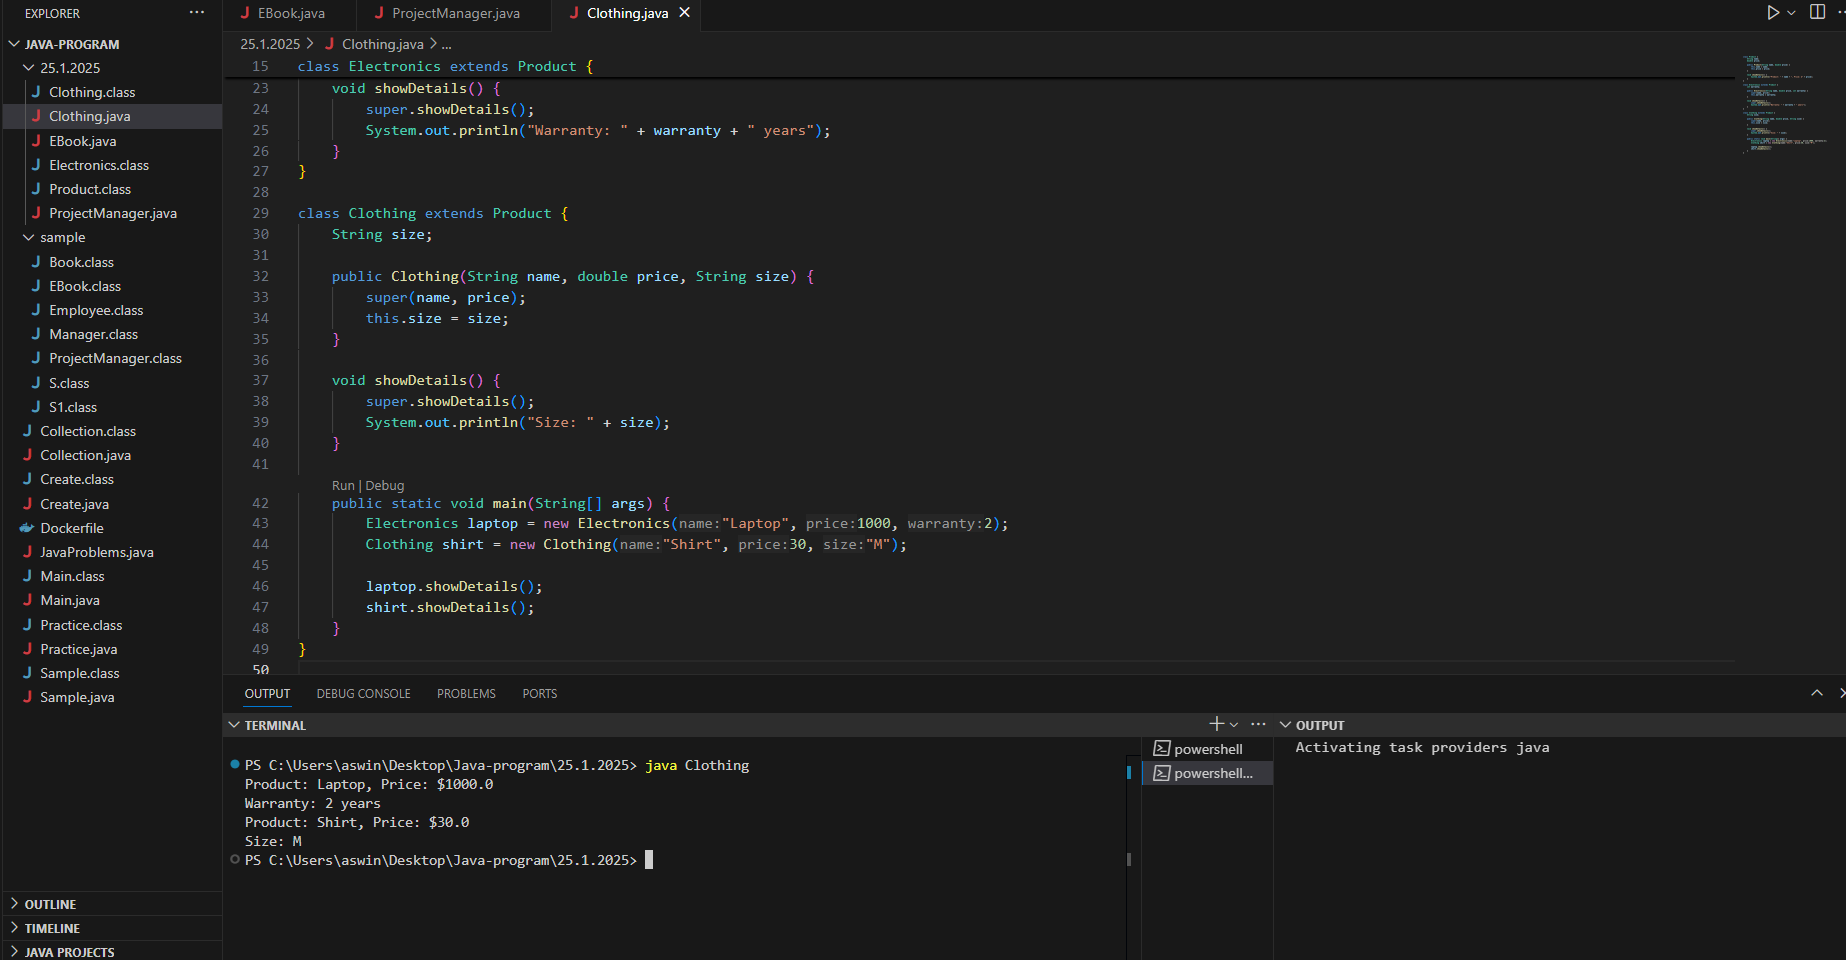 EXPLORER
JAVA-PROGRAM
25.1.2025
Clothing.class
Clothing.java
EBook.java
Electronics.class
Product.class
ProjectManager.java
sample
Book.class
EBook.class
Employee.class
Manager.class
ProjectManager.class
S.class
S1.class
Collection.class
Collection.java
Create.class
Create.java
Dockerfile
JavaProblems.java
Main.class
Main.java
Practice.class
Practice.java
Sample.class
Sample.java
OUTLINE
TIMELINE
JAVA PROJECTS
EBook.java
ProjectManager.java
Clothing.java
25.1.2025 > Clothing.java > ...
15 class Electronics extends Product {
23 void showDetails() {
24 super.showDetails();
25 System.out.println("Warranty: " + warranty + " years");
26 }
27 }
28
29 class Clothing extends Product {
30 String size;
31
32 public Clothing(String name, double price, String size) {
33 super(name, price);
34 this.size = size;
35 }
36
37 void showDetails() {
38 super.showDetails();
39 System.out.println("Size: " + size);
40 }
41
Run | Debug
42 public static void main(String[] args) {
43 Electronics laptop = new Electronics(name:"Laptop", price:1000, warranty:2);
44 Clothing shirt = new Clothing(name:"Shirt", price:30, size:"M");
45
46 laptop.showDetails();
47 shirt.showDetails();
48 }
49 }
50
OUTPUT DEBUG CONSOLE PROBLEMS PORTS
TERMINAL
PS C:\Users\aswin\Desktop\Java-program\25.1.2025> java Clothing
Product: Laptop, Price: $1000.0
Warranty: 2 years
Product: Shirt, Price: $30.0
Size: M
PS C:\Users\aswin\Desktop\Java-program\25.1.2025>
powershell
powershell...
OUTPUT
Activating task providers java